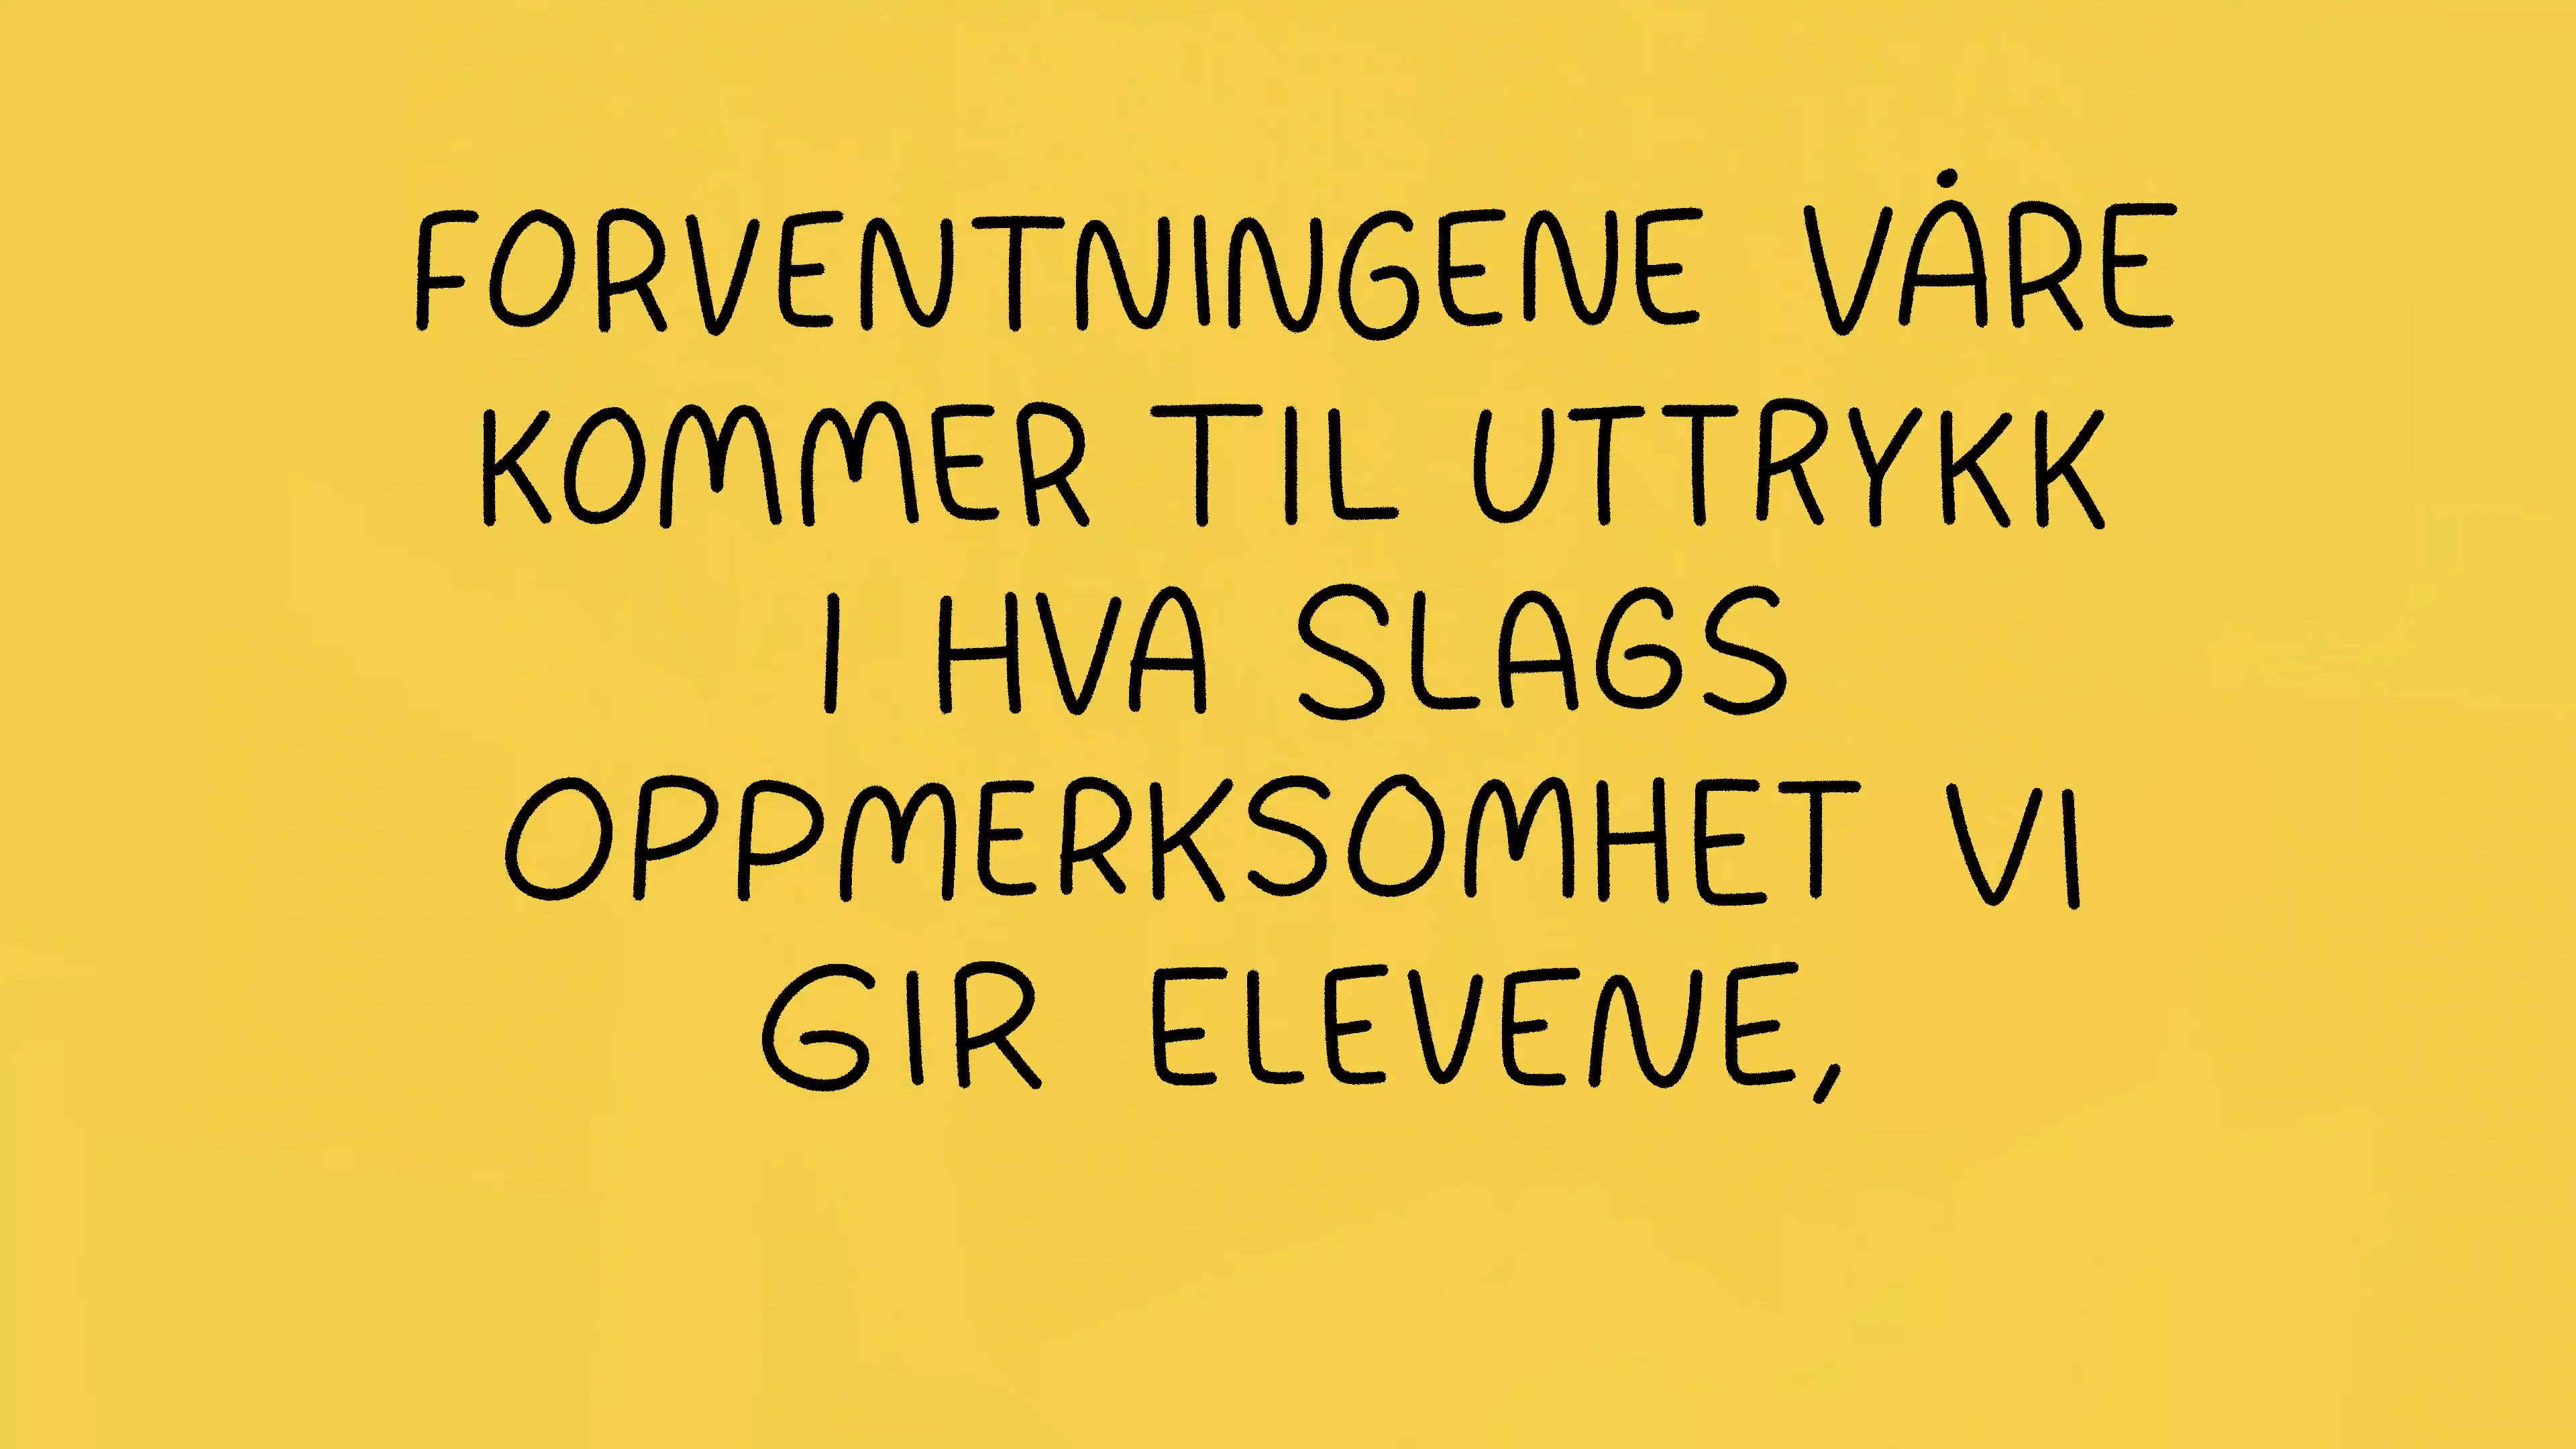 FORVENTNINGENE VÅRE
KOMMER TIL UTTRYKK
I HVA SLAGS
OPPMERKSOMHET VI
GIR ELEVENE,